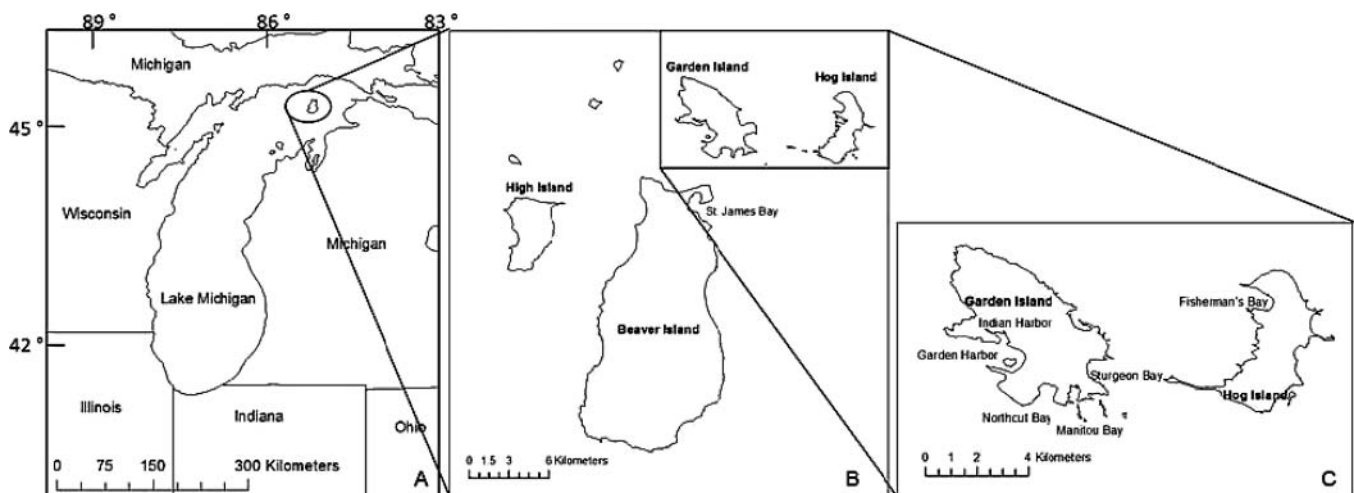 89° 86° 83°
Michigan
45°
Wisconsin
Michigan
Lake Michigan
42°
Illinois
Indiana
Ohio
0 75 150 300 Kilometers
A
Garden Island
Hog Island
High Island
St. James Bay
Beaver Island
0 1.5 3 6 Kilometers
B
Garden Island
Fisherman's Bay
Indian Harbor
Garden Harbor
Sturgeon Bay
Hog Island
Northcut Bay
Manitou Bay
0 1 2 4 Kilometers
C